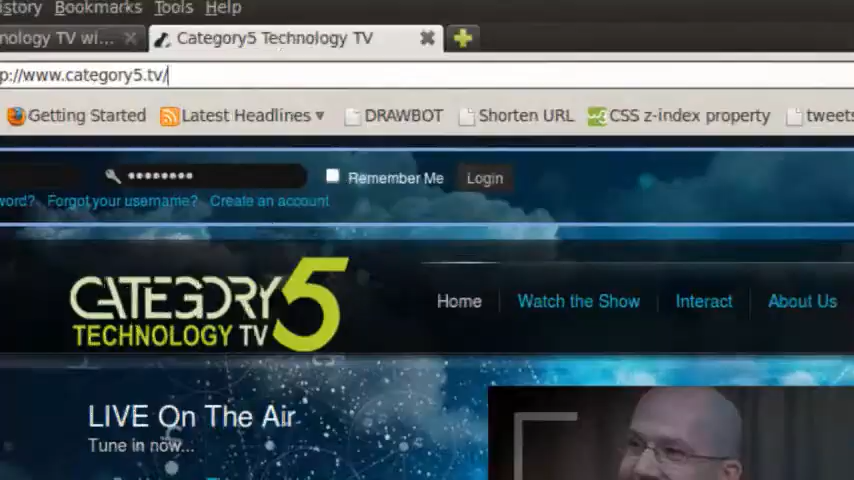 istory Bookmarks Tools Help
nology TV wi... Category5 Technology TV
p://www.category5.tv/
Getting Started Latest Headlines DRAWBOT Shorten URL CSS z-index property tweets
•••••••• Remember Me Login
word? Forgot your username? Create an account
CATEGORY 5
TECHNOLOGY TV
Home Watch the Show Interact About Us
LIVE On The Air
Tune in now...